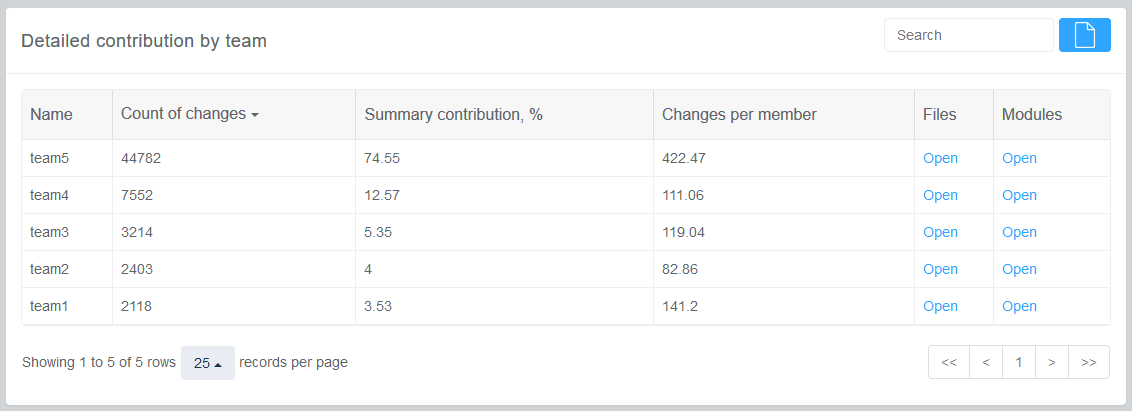 Detailed contribution by team
Search
Name Count of changes Summary contribution, % Changes per member Files Modules
team5 44782 74.55 422.47 Open Open
team4 7552 12.57 111.06 Open Open
team3 3214 5.35 119.04 Open Open
team2 2403 4 82.86 Open Open
team1 2118 3.53 141.2 Open Open
Showing 1 to 5 of 5 rows 25 records per page << < 1 > >>